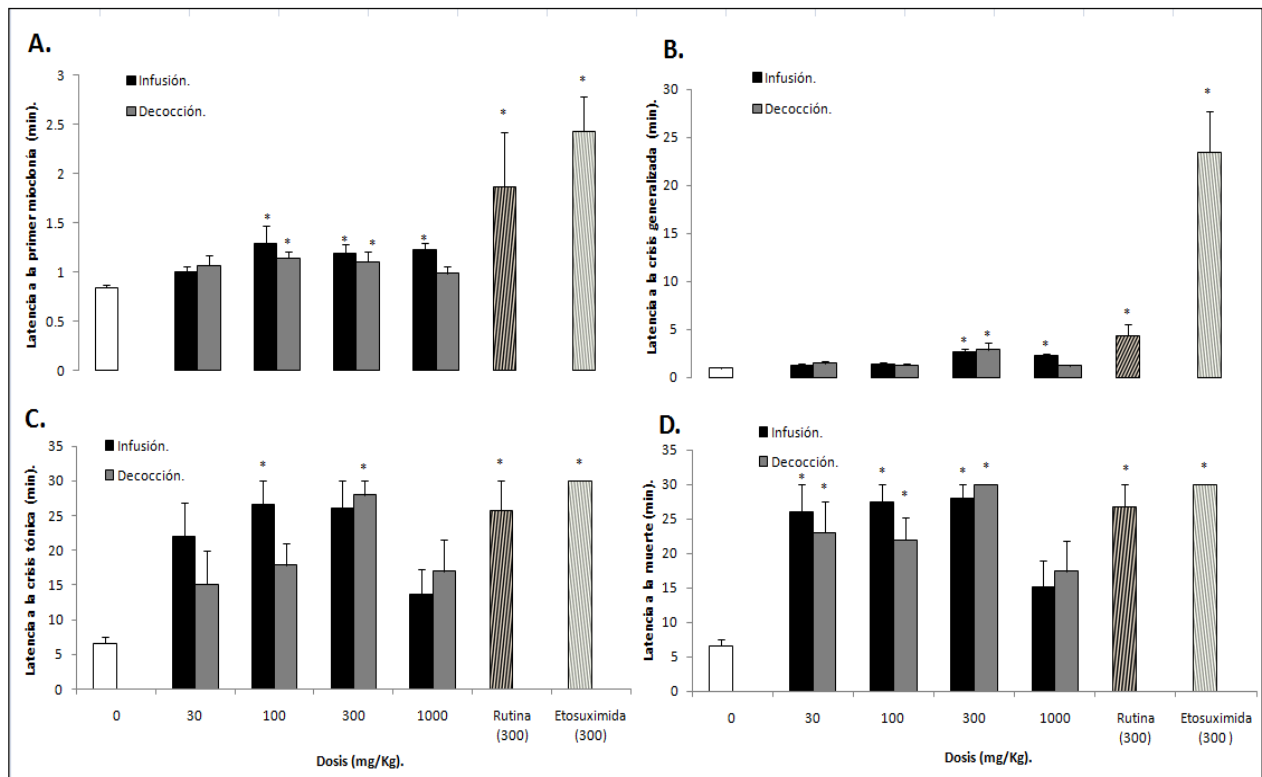 A.
Latencia a la primer mioclonía (min).
3
2.5
2
1.5
1
0.5
0
Infusión.
Decocción.
* * * * * * *
B.
Latencia a la crisis generalizada (min).
30
25
20
15
10
5
0
Infusión.
Decocción.
* * * * *
C.
Latencia a la crisis tónica (min).
35
30
25
20
15
10
5
0
Infusión.
Decocción.
* * * *
0 30 100 300 1000 Rutina Etosuximida
(300) (300)
Dosis (mg/Kg).
D.
Latencia a la muerte (min).
35
30
25
20
15
10
5
0
Infusión.
Decocción.
* * * * * * * *
0 30 100 300 1000 Rutina Etosuximida
(300) (300 )
Dosis (mg/Kg).